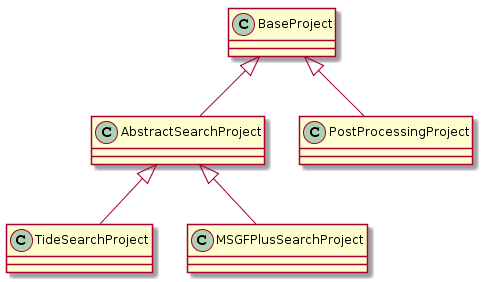 C BaseProject
C AbstractSearchProject
C PostProcessingProject
C TideSearchProject
C MSGFPlusSearchProject